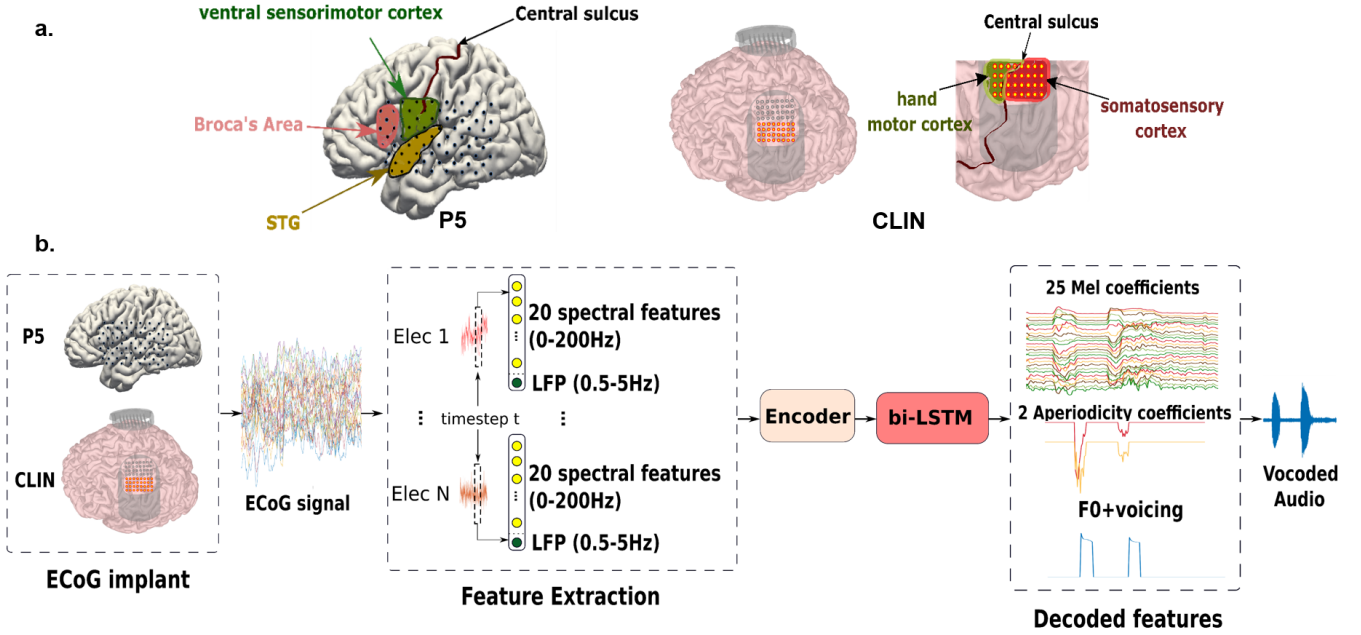 a.
ventral sensorimotor cortex
Central sulcus
Broca's Area
STG
P5
Central sulcus
hand
motor cortex
somatosensory
cortex
CLIN
b.
P5
CLIN
ECoG implant
ECoG signal
Elec 1
20 spectral features
(0-200Hz)
LFP (0.5-5Hz)
...
timestep t
...
Elec N
20 spectral features
(0-200Hz)
LFP (0.5-5Hz)
Feature Extraction
Encoder
bi-LSTM
25 Mel coefficients
2 Aperiodicity coefficients
F0+voicing
Decoded features
Vocoded
Audio